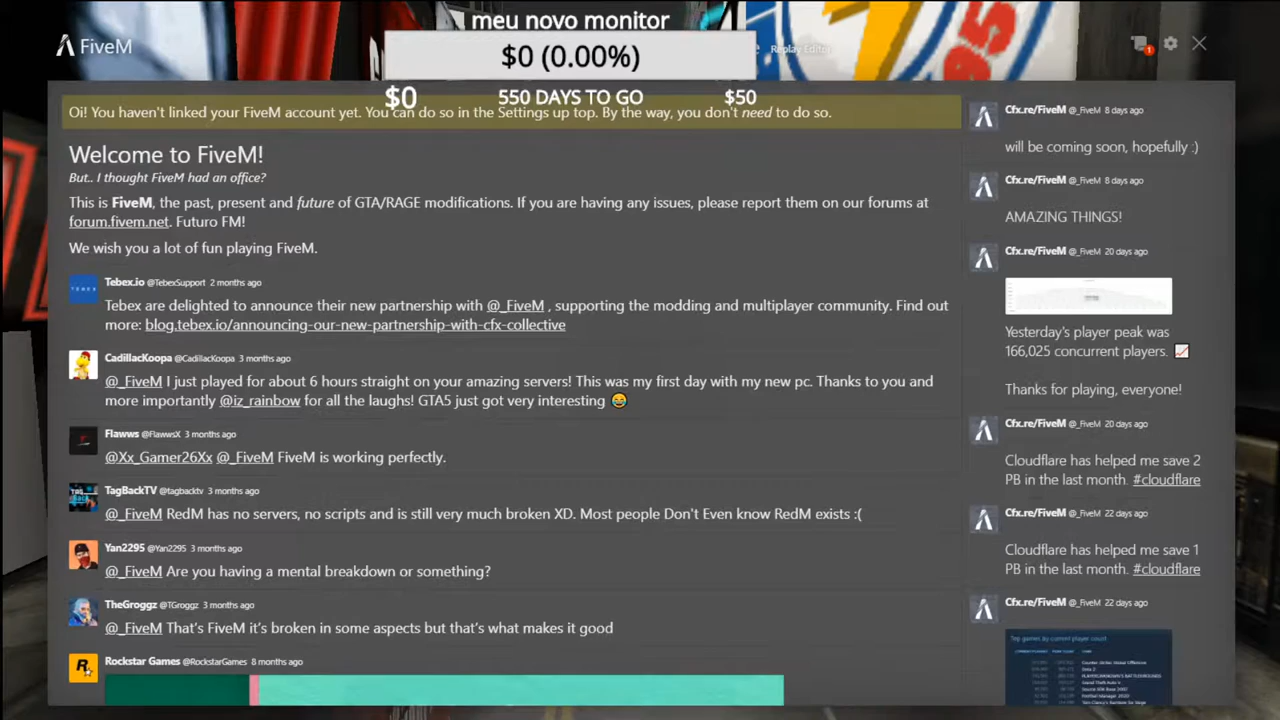 meu novo monitor
$0 (0.00%)
$0 550 DAYS TO GO $50
FiveM
Replay Editor
1
Oi! You haven't linked your FiveM account yet. You can do so in the Settings up top. By the way, you don't need to do so.
Welcome to FiveM!
But.. I thought FiveM had an office?
This is FiveM, the past, present and future of GTA/RAGE modifications. If you are having any issues, please report them on our forums at
forum.fivem.net. Futuro FM!
We wish you a lot of fun playing FiveM.
Tebex.io @TebexSupport 2 months ago
TEBEX
Tebex are delighted to announce their new partnership with @_FiveM , supporting the modding and multiplayer community. Find out
more: blog.tebex.io/announcing-our-new-partnership-with-cfx-collective
CadillacKoopa @CadillacKoopa 3 months ago
@_FiveM I just played for about 6 hours straight on your amazing servers! This was my first day with my new pc. Thanks to you and
more importantly @iz_rainbow for all the laughs! GTA5 just got very interesting 😂
Flawws @FlawwsX 3 months ago
@Xx_Gamer26Xx @_FiveM FiveM is working perfectly.
TagBackTV @tagbacktv 3 months ago
@_FiveM RedM has no servers, no scripts and is still very much broken XD. Most people Don't Even know RedM exists :(
Yan2295 @Yan2295 3 months ago
@_FiveM Are you having a mental breakdown or something?
TheGroggz @TGroggz 3 months ago
@_FiveM That's FiveM it's broken in some aspects but that's what makes it good
Rockstar Games @RockstarGames 8 months ago
Cfx.re/FiveM @_FiveM 8 days ago
will be coming soon, hopefully :)
Cfx.re/FiveM @_FiveM 8 days ago
AMAZING THINGS!
Cfx.re/FiveM @_FiveM 20 days ago
Yesterday's player peak was
166,025 concurrent players. 📈
Thanks for playing, everyone!
Cfx.re/FiveM @_FiveM 20 days ago
Cloudflare has helped me save 2
PB in the last month. #cloudflare
Cfx.re/FiveM @_FiveM 22 days ago
Cloudflare has helped me save 1
PB in the last month. #cloudflare
Cfx.re/FiveM @_FiveM 22 days ago
Top games by current player count